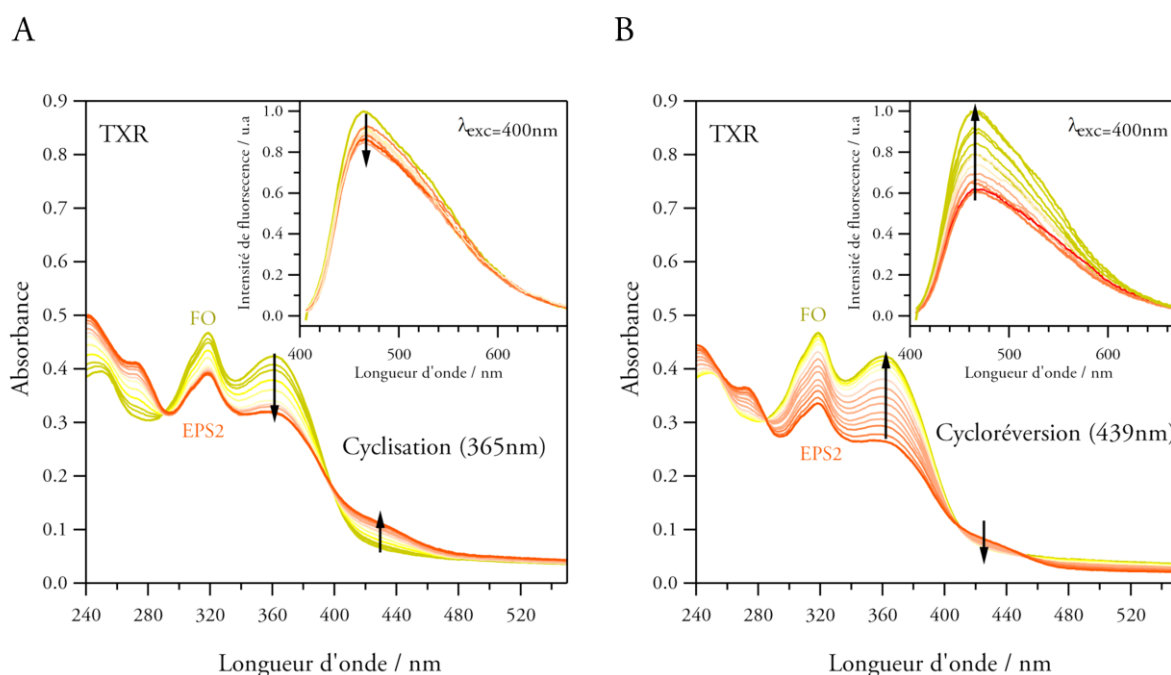 A
B
0.9
0.8
0.7
0.6
0.5
0.4
0.3
0.2
0.1
0.0
Absorbance
TXR
FO
EPS2
Cyclisation (365nm)
240 280 320 360 400 440 480 520
Longueur d'onde / nm
1.0
0.8
0.6
0.4
0.2
0.0
Intensité de fluorsecence / u.a
λexc=400nm
400 500 600
Longueur d'onde / nm
0.9
0.8
0.7
0.6
0.5
0.4
0.3
0.2
0.1
0.0
Absorbance
TXR
FO
EPS2
Cycloréversion (439nm)
240 280 320 360 400 440 480 520
Longueur d'onde / nm
1.0
0.8
0.6
0.4
0.2
0.0
Intensité de fluorsecence / u.a
λexc=400nm
400 500 600
Longueur d'onde / nm